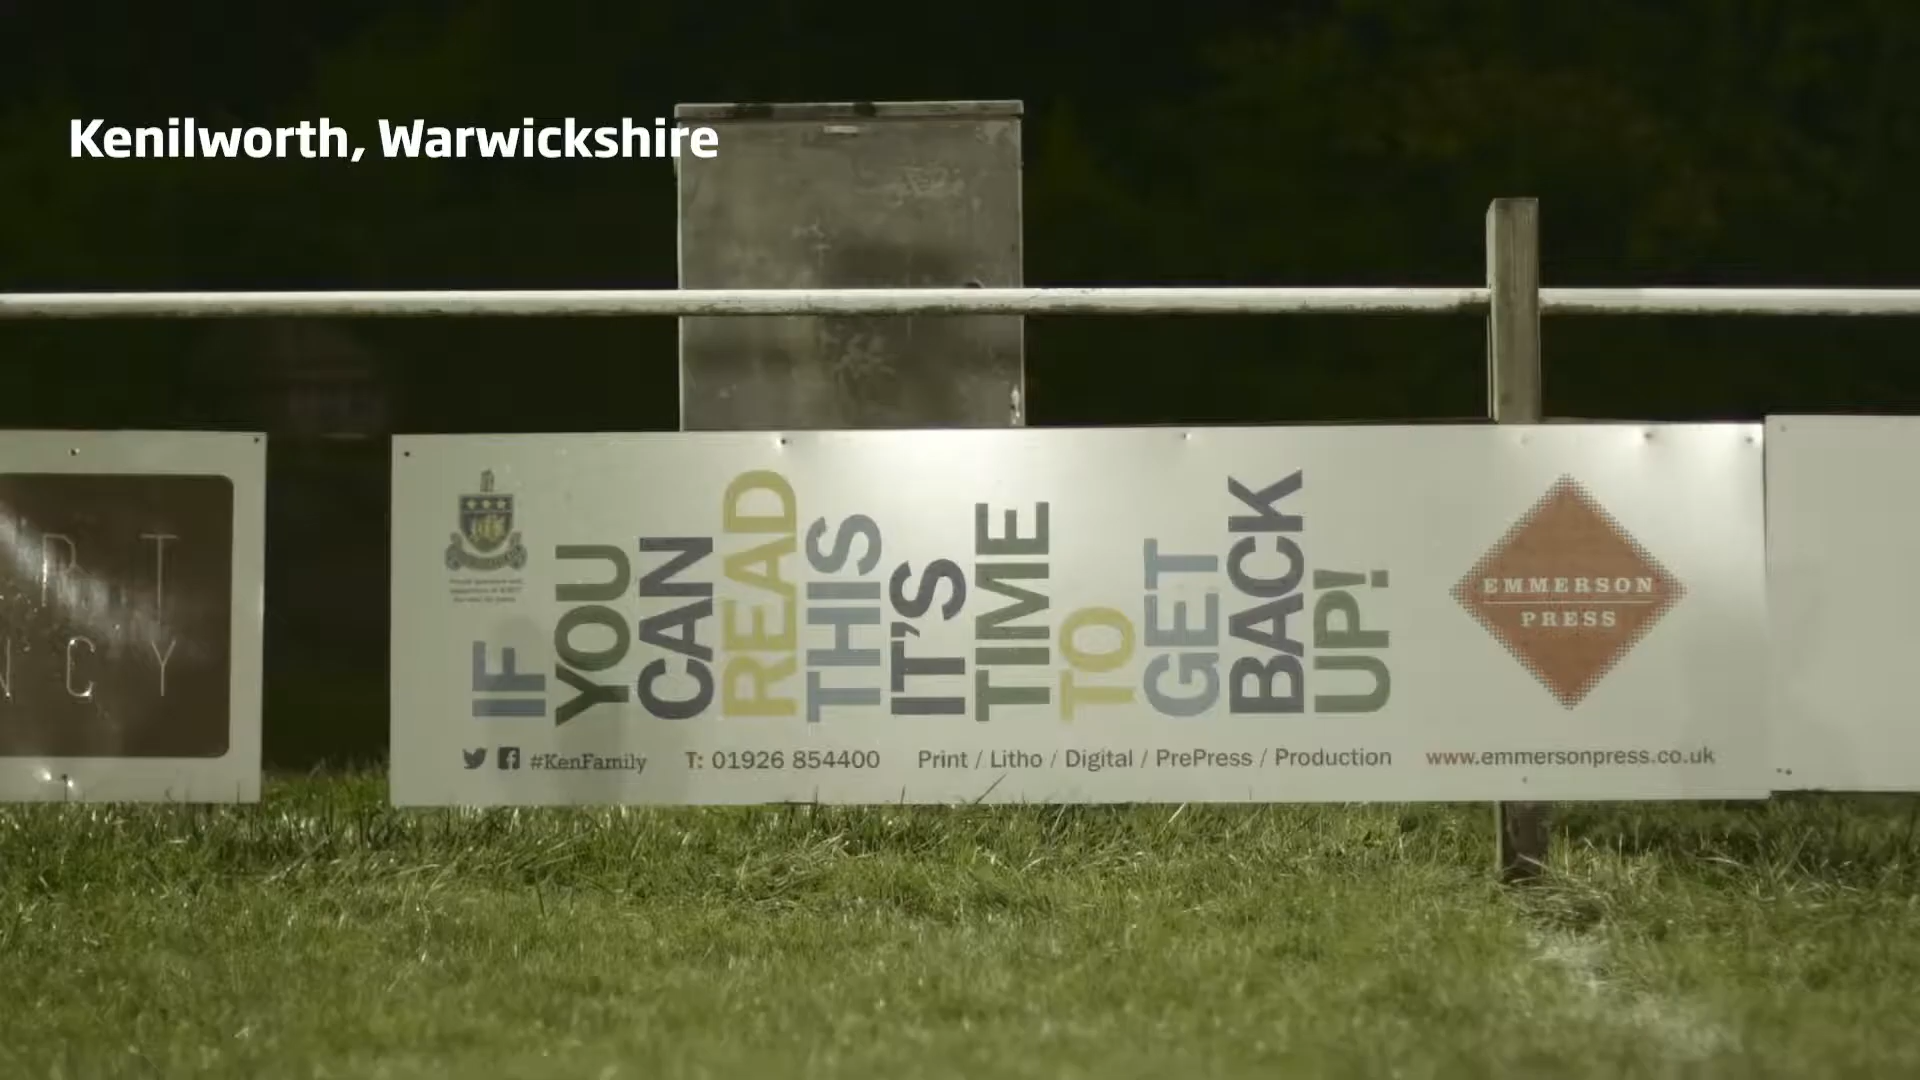 Kenilworth, Warwickshire
IF
YOU
CAN
READ
THIS
IT'S
TIME
TO
GET
BACK
UP!
EMMERSON
PRESS
#KenFamily T: 01926 854400 Print / Litho / Digital / PrePress / Production www.emmersonpress.co.uk